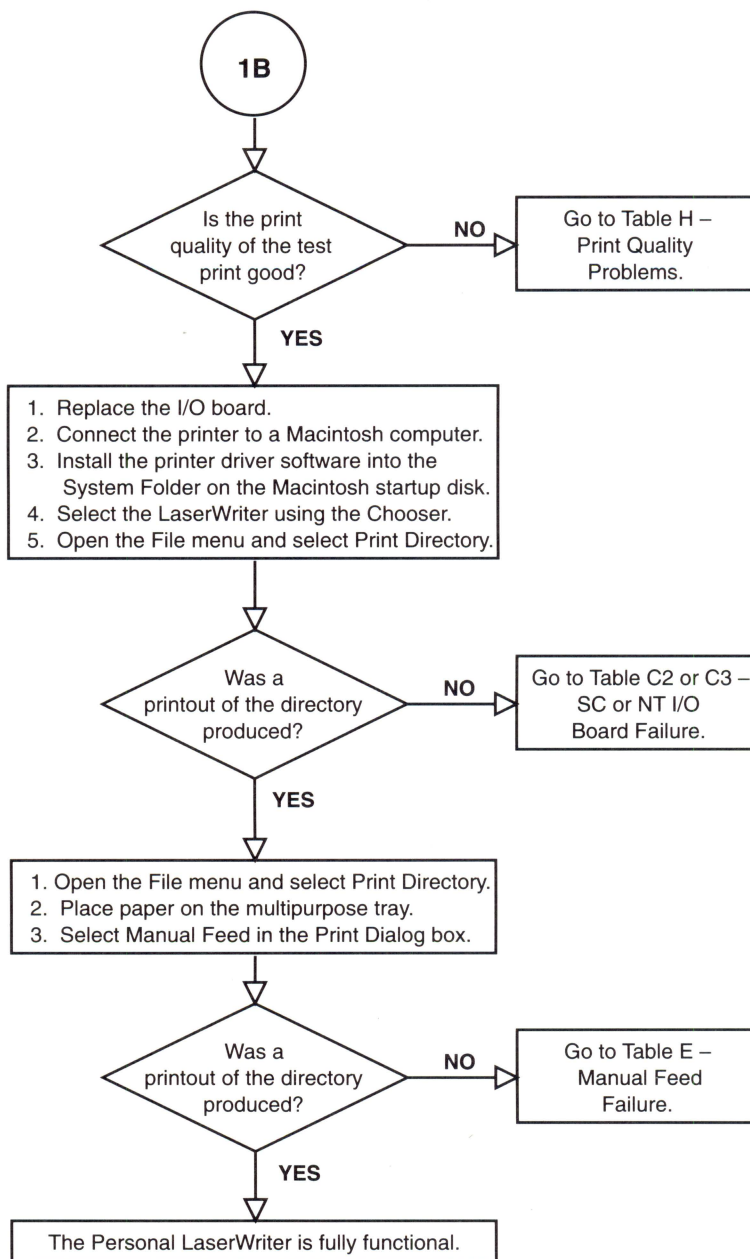 1B
Is the print
quality of the test
print good?
NO
Go to Table H –
Print Quality
Problems.
YES
1. Replace the I/O board.
2. Connect the printer to a Macintosh computer.
3. Install the printer driver software into the
System Folder on the Macintosh startup disk.
4. Select the LaserWriter using the Chooser.
5. Open the File menu and select Print Directory.
Was a
printout of the directory
produced?
NO
Go to Table C2 or C3 –
SC or NT I/O
Board Failure.
YES
1. Open the File menu and select Print Directory.
2. Place paper on the multipurpose tray.
3. Select Manual Feed in the Print Dialog box.
Was a
printout of the directory
produced?
NO
Go to Table E –
Manual Feed
Failure.
YES
The Personal LaserWriter is fully functional.